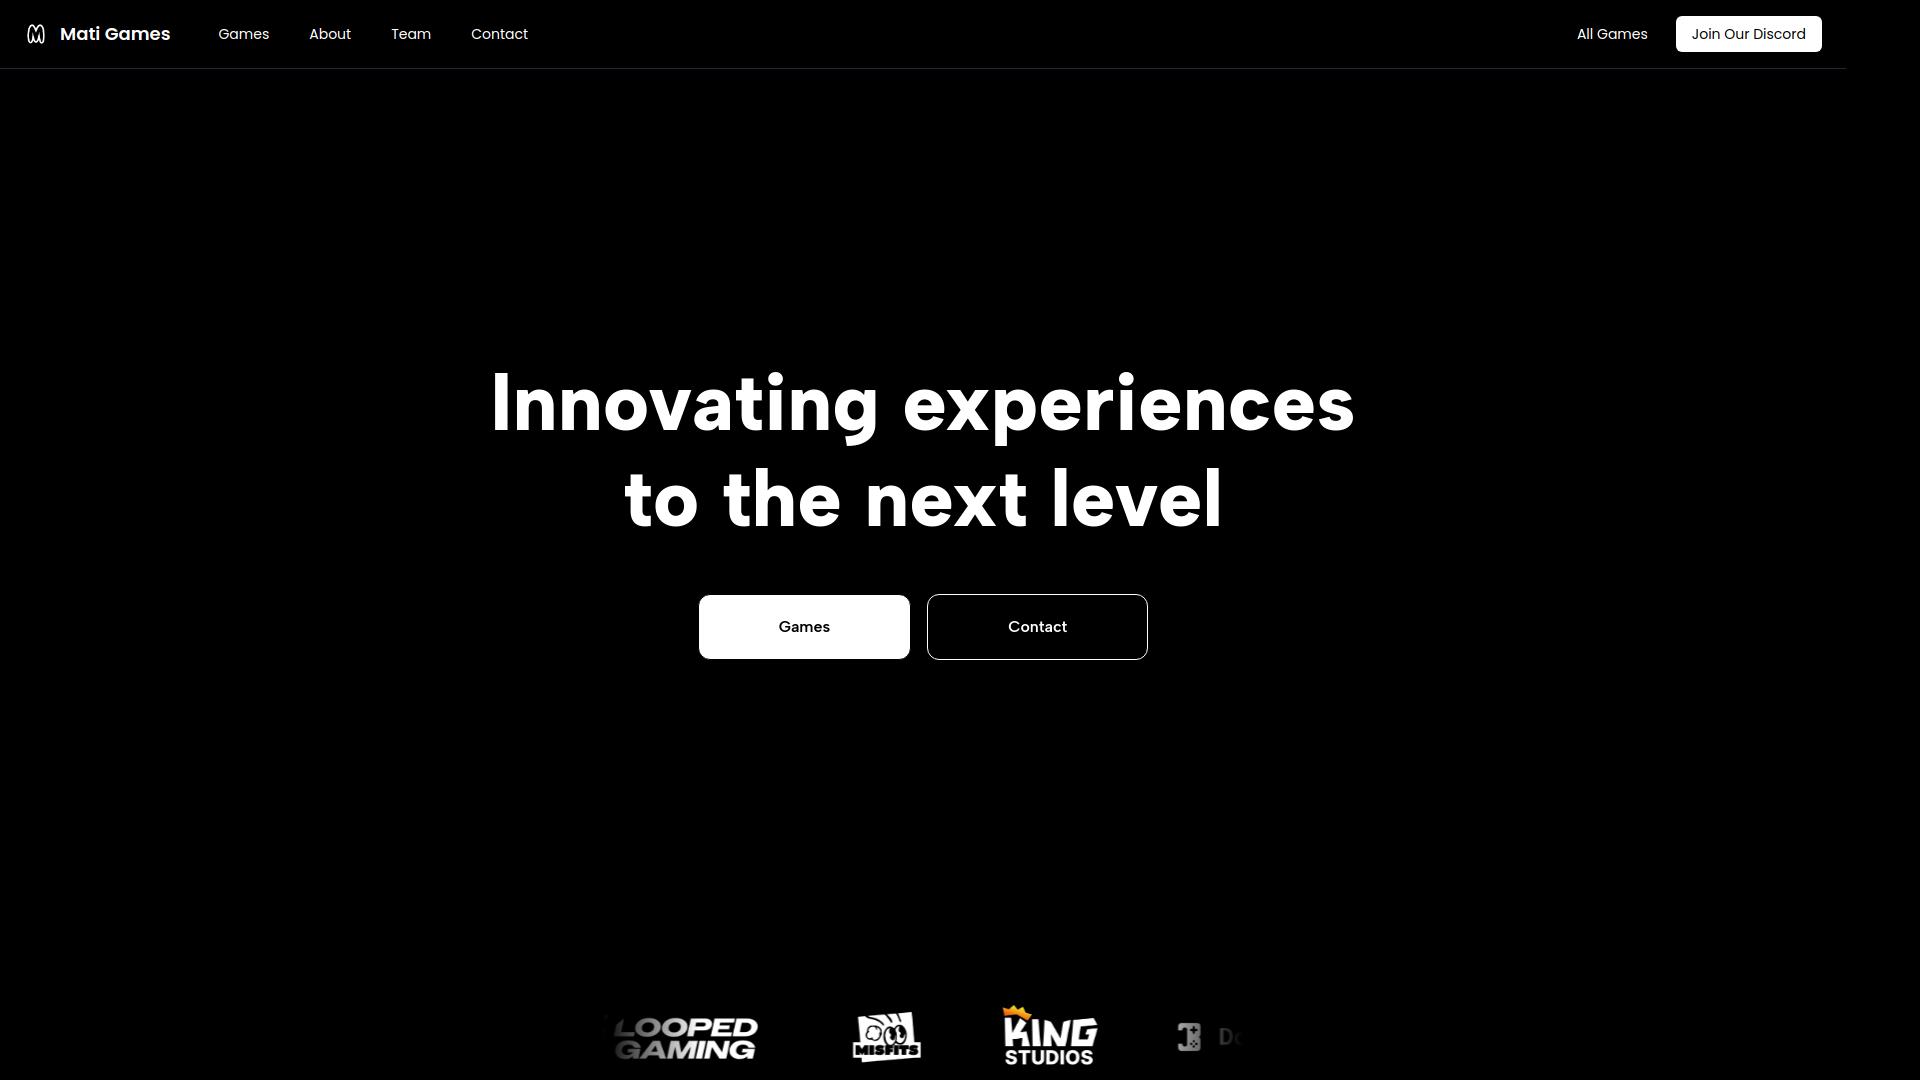 Mati Games
Games
About
Team
Contact
All Games
Join Our Discord
Innovating experiences
to the next level
Games
Contact
LOOPED
GAMING
MISFITS
KING
STUDIOS